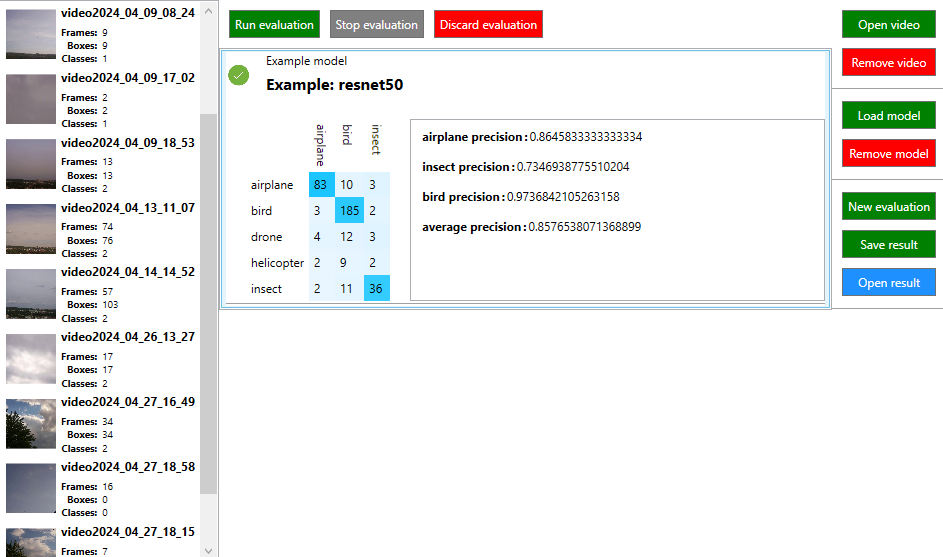 video2024_04_09_08_24
Frames: 9
Boxes: 9
Classes: 1
video2024_04_09_17_02
Frames: 2
Boxes: 2
Classes: 1
video2024_04_09_18_53
Frames: 13
Boxes: 13
Classes: 2
video2024_04_13_11_07
Frames: 74
Boxes: 76
Classes: 2
video2024_04_14_14_52
Frames: 57
Boxes: 103
Classes: 2
video2024_04_26_13_27
Frames: 17
Boxes: 17
Classes: 2
video2024_04_27_16_49
Frames: 34
Boxes: 34
Classes: 2
video2024_04_27_18_58
Frames: 16
Boxes: 0
Classes: 0
video2024_04_27_18_15
Frames: 7
Run evaluation Stop evaluation Discard evaluation
Example model
Example: resnet50
airplane bird insect
airplane 83 10 3
bird 3 185 2
drone 4 12 3
helicopter 2 9 2
insect 2 11 36
airplane precision: 0.8645833333333334
insect precision: 0.7346938775510204
bird precision: 0.9736842105263158
average precision: 0.8576538071368899
Open video
Remove video
Load model
Remove model
New evaluation
Save result
Open result